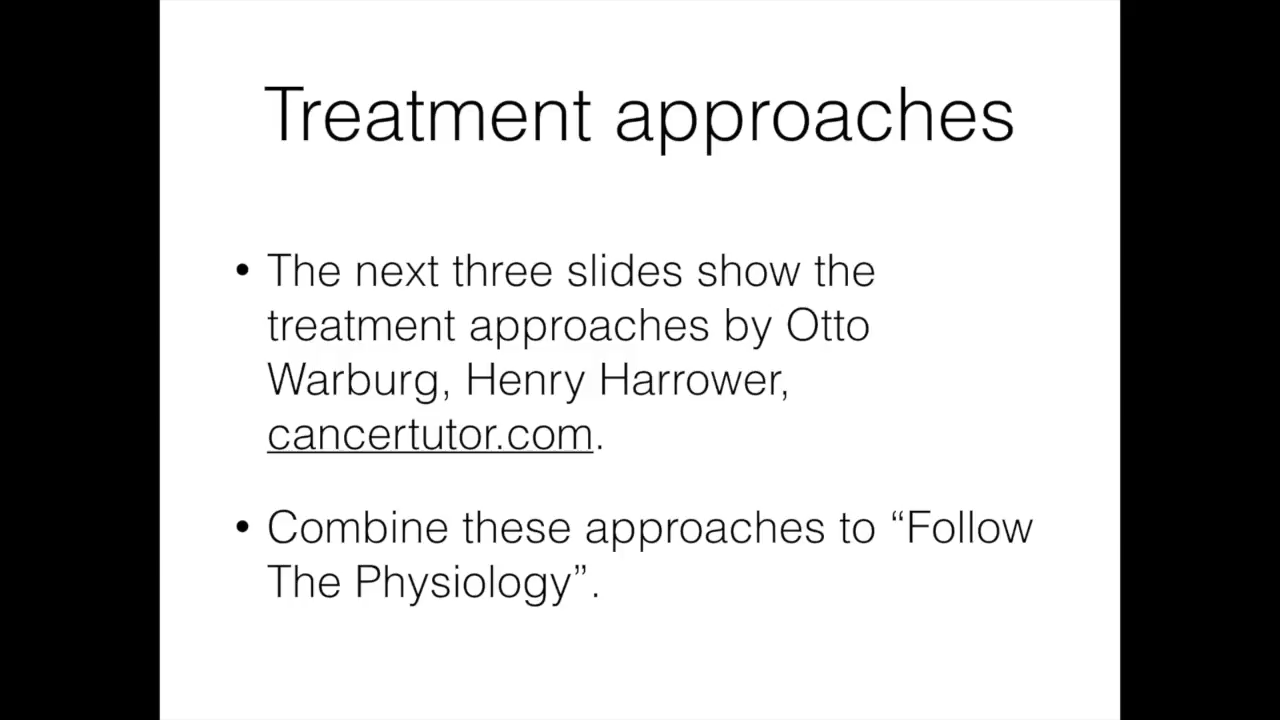 Treatment approaches
• The next three slides show the
treatment approaches by Otto
Warburg, Henry Harrower,
cancertutor.com.
• Combine these approaches to “Follow
The Physiology”.